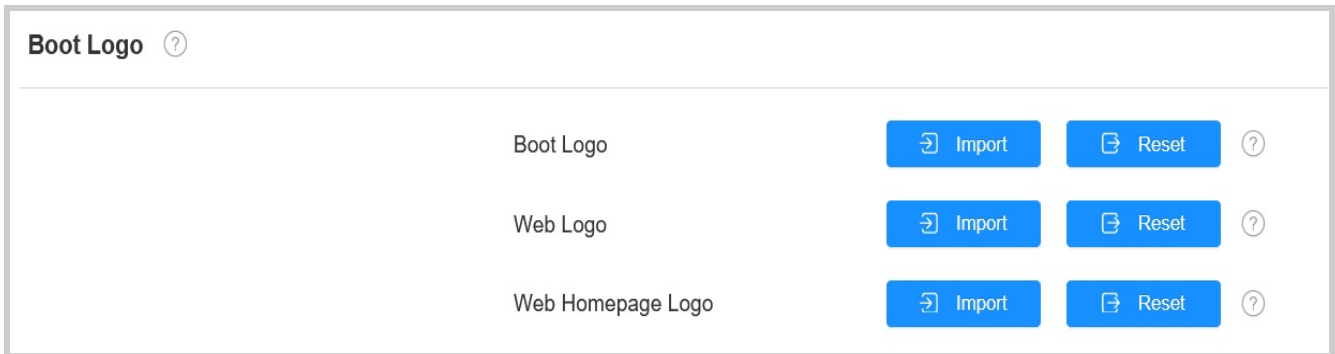 Boot Logo ?
Boot Logo Import Reset ?
Web Logo Import Reset ?
Web Homepage Logo Import Reset ?